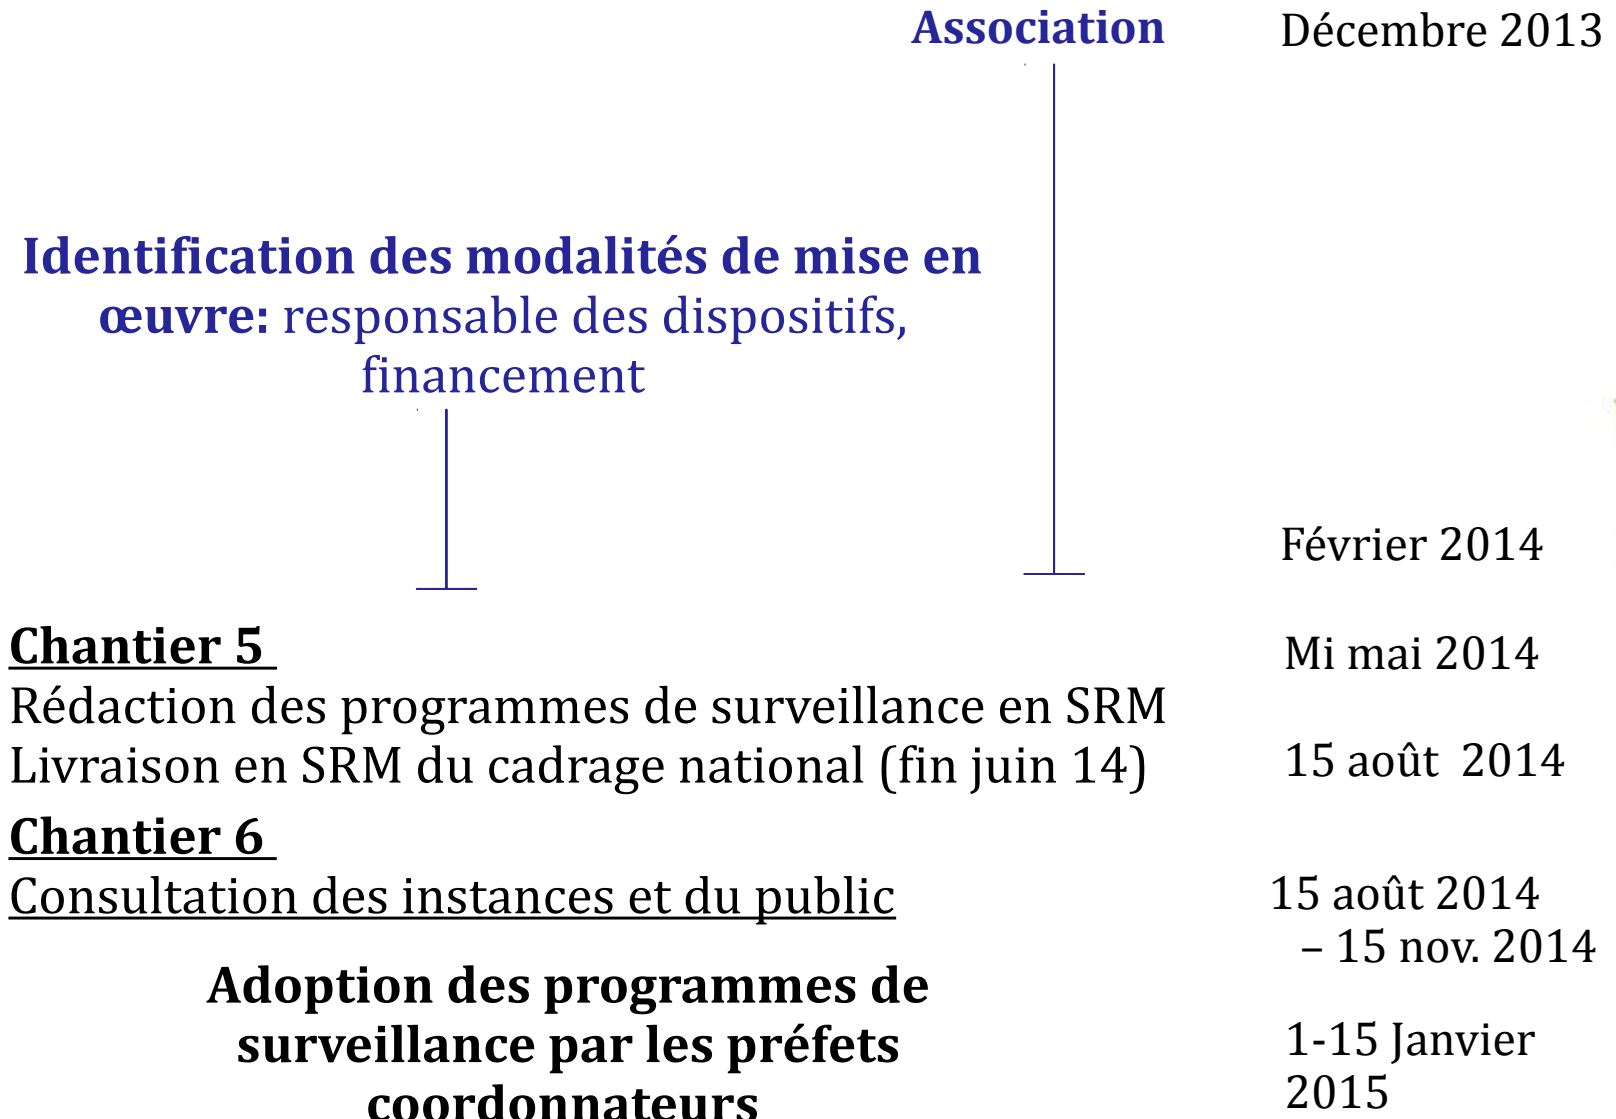 Association
Décembre 2013
Identification des modalités de mise en
œuvre: responsable des dispositifs,
financement
Février 2014
Chantier 5
Mi mai 2014
Rédaction des programmes de surveillance en SRM
Livraison en SRM du cadrage national (fin juin 14)
15 août 2014
Chantier 6
Consultation des instances et du public
15 août 2014
– 15 nov. 2014
Adoption des programmes de
surveillance par les préfets
coordonnateurs
1-15 Janvier
2015